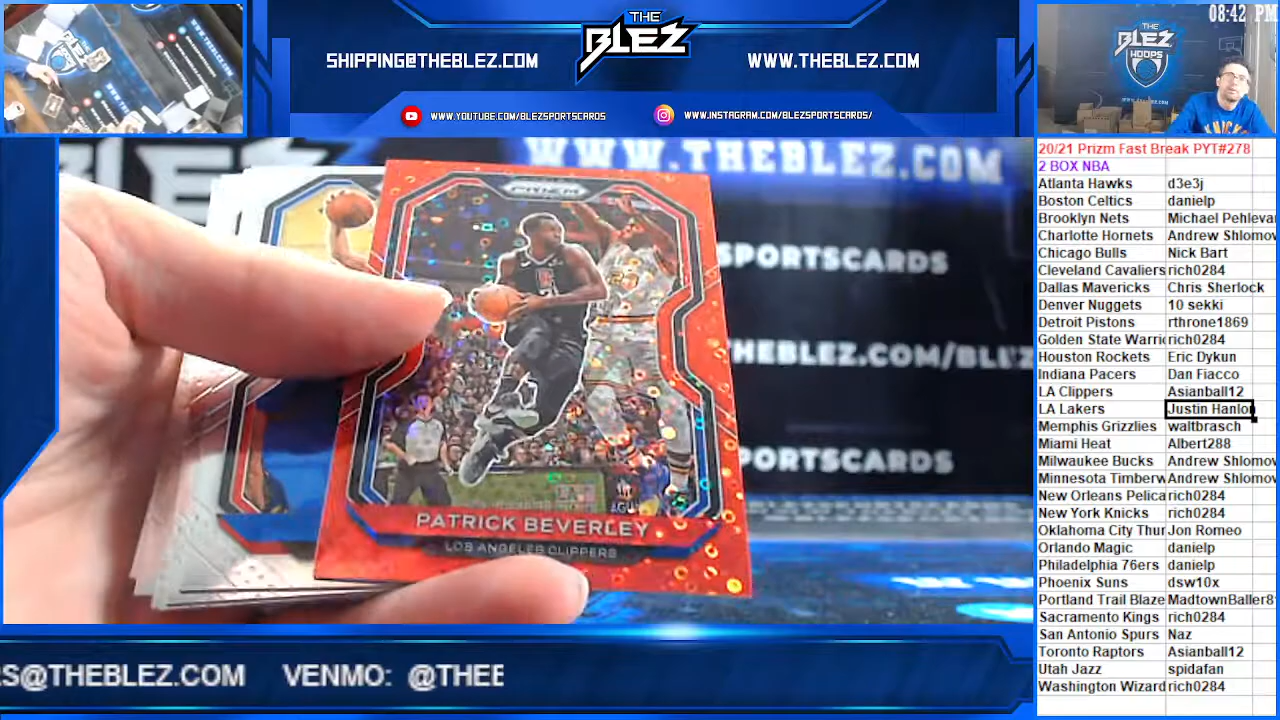 SHIPPING@THEBLEZ.COM
THE
BLEZ
WWW.THEBLEZ.COM
WWW.YOUTUBE.COM/BLEZSPORTSCARDS
WWW.INSTAGRAM.COM/BLEZSPORTSCARDS/
THE
BLEZ
HOOPS
08:42 PM
WWW.THEBLEZ.COM
SPORTSCARDS
THEBLEZ.COM/BLEZ
SPORTSCARDS
PRIZM
PATRICK BEVERLEY
LOS ANGELES CLIPPERS
20/21 Prizm Fast Break PYT#278
2 BOX NBA
Atlanta Hawks d3e3j
Boston Celtics danielp
Brooklyn Nets Michael Pehleva
Charlotte Hornets Andrew Shlomov
Chicago Bulls Nick Bart
Cleveland Cavaliers rich0284
Dallas Mavericks Chris Sherlock
Denver Nuggets 10 sekki
Detroit Pistons rthrone1869
Golden State Warri rich0284
Houston Rockets Eric Dykun
Indiana Pacers Dan Fiacco
LA Clippers Asianball12
LA Lakers Justin Hanlon
Memphis Grizzlies waltbrasch
Miami Heat Albert288
Milwaukee Bucks Andrew Shlomov
Minnesota Timberw Andrew Shlomov
New Orleans Pelica rich0284
New York Knicks rich0284
Oklahoma City Thur Jon Romeo
Orlando Magic danielp
Philadelphia 76ers danielp
Phoenix Suns dsw10x
Portland Trail Blaze MadtownBaller8
Sacramento Kings rich0284
San Antonio Spurs Naz
Toronto Raptors Asianball12
Utah Jazz spidafan
Washington Wizard rich0284
RS@THEBLEZ.COM VENMO: @THEB